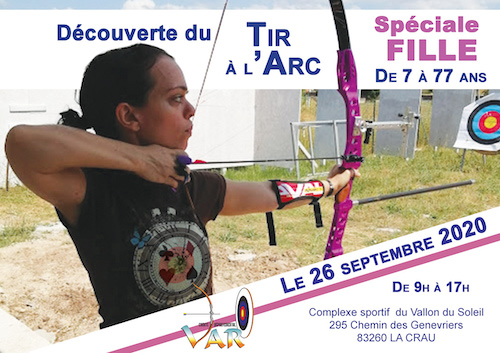 Découverte du
TIR
À L'ARC
Spéciale
FILLE
DE 7 À 77 ANS
LE 26 SEPTEMBRE 2020
DE 9H À 17H
Complexe sportif du Vallon du Soleil
295 Chemin des Genevriers
83260 LA CRAU
VAR